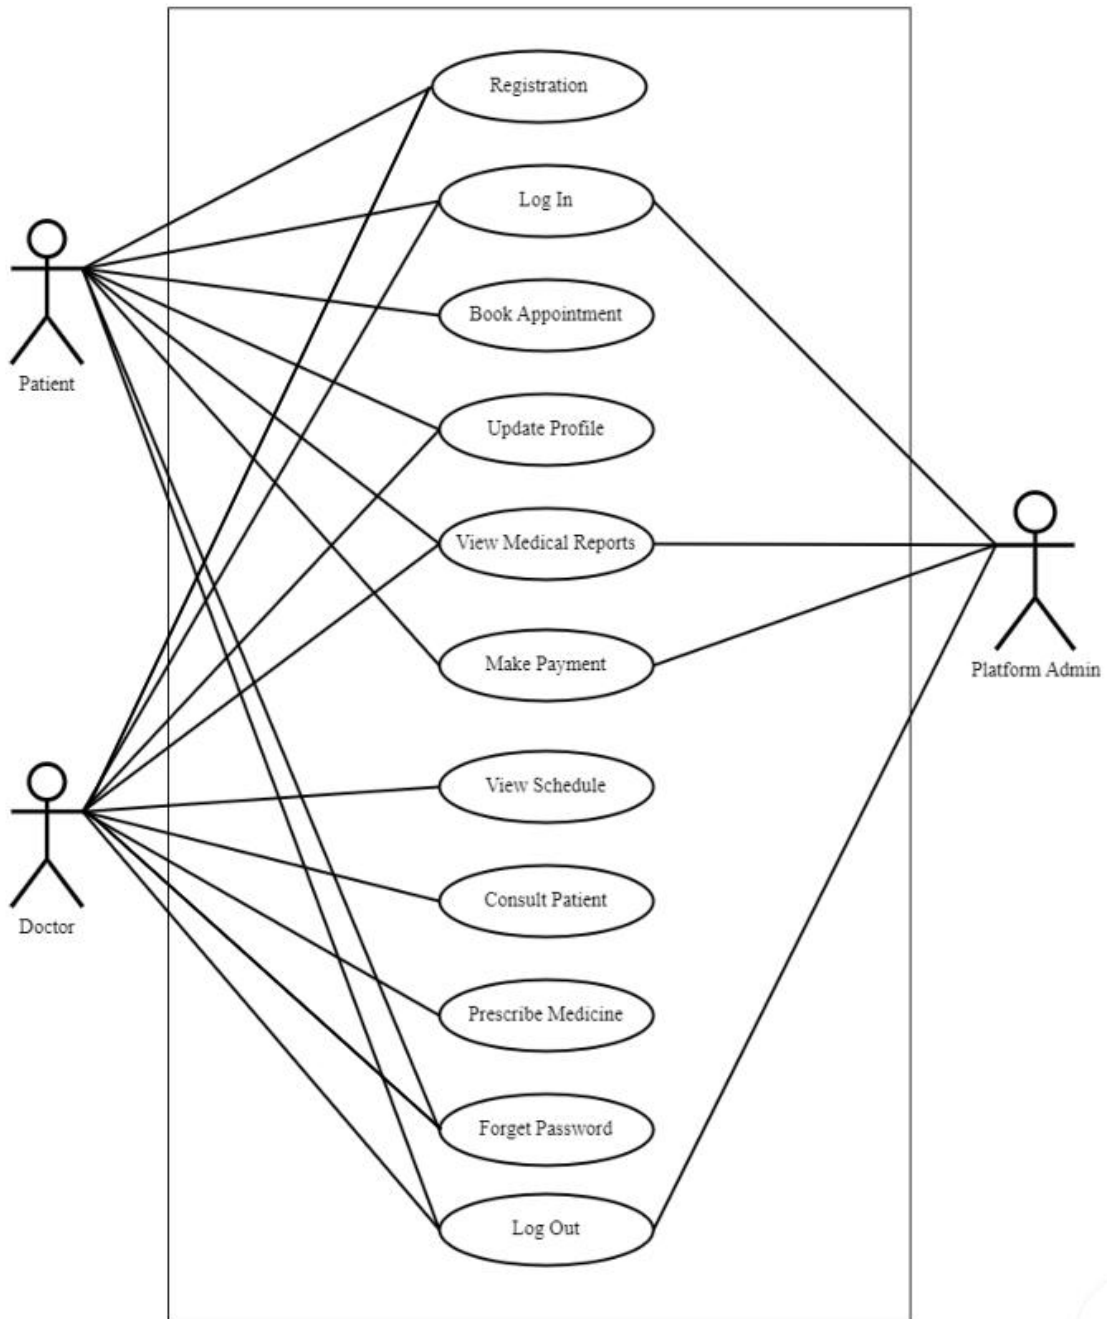 Registration
Log In
Book Appointment
Patient
Update Profile
View Medical Reports
Make Payment
Platform Admin
View Schedule
Consult Patient
Doctor
Prescribe Medicine
Forget Password
Log Out